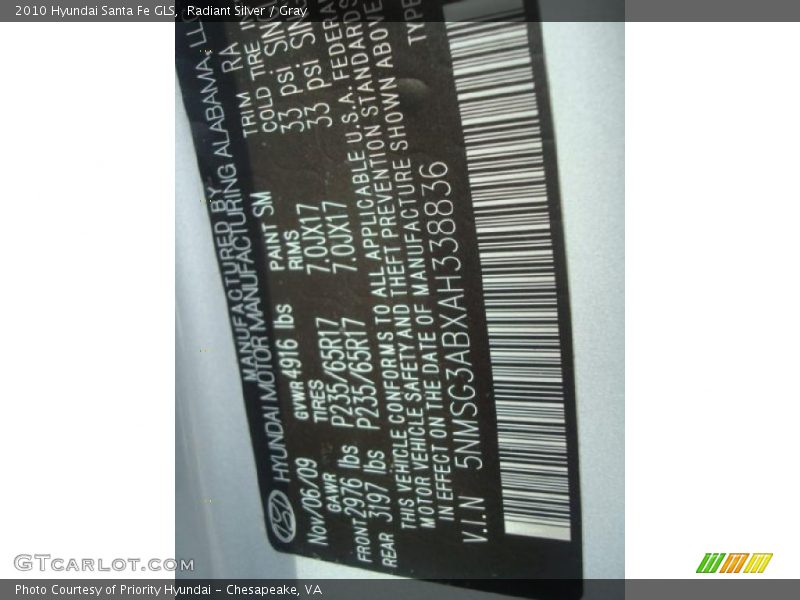 2010 Hyundai Santa Fe GLS, Radiant Silver / Gray
MANUFACTURED BY
HYUNDAI MOTOR MANUFACTURING ALABAMA, LLC
Nov/06/09 GVWR 4916 lbs PAINT SM TRIM RA
GAWR TIRES RIMS COLD TIRE
FRONT 2976 lbs P235/65R17 7.0JX17 33 psi
REAR 3197 lbs P235/65R17 7.0JX17 33 psi
THIS VEHICLE CONFORMS TO ALL APPLICABLE U.S.A. FEDERAL
MOTOR VEHICLE SAFETY AND THEFT PREVENTION STANDARDS
IN EFFECT ON THE DATE OF MANUFACTURE SHOWN ABOVE
V.I.N 5NMSG3ABXAH338836 TYPE
GTCARLOT.COM
Photo Courtesy of Priority Hyundai - Chesapeake, VA